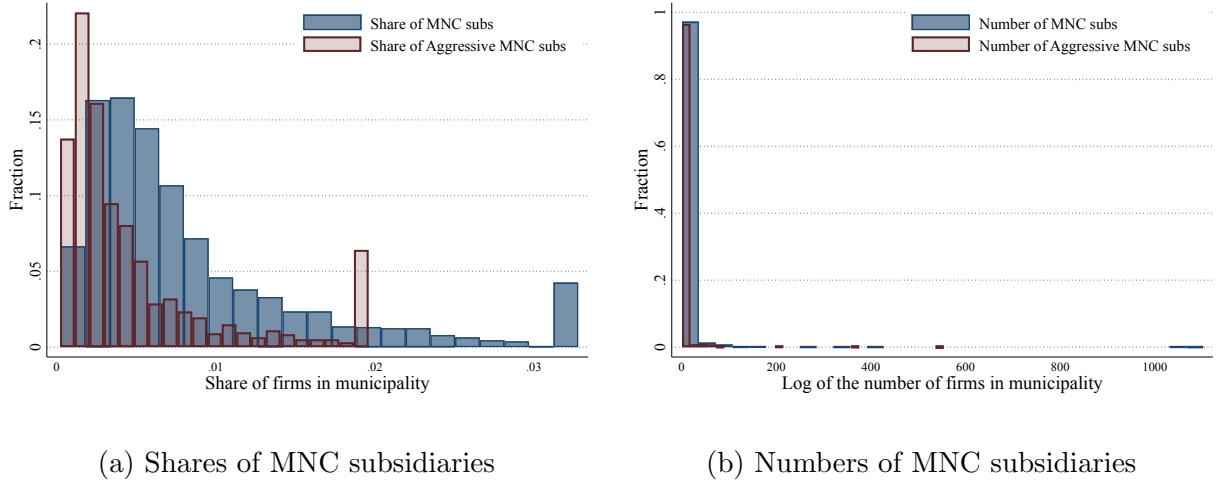 Share of MNC subs
Share of Aggressive MNC subs
Fraction
0 .05 .1 .15 .2
0 .01 .02 .03
Share of firms in municipality
(a) Shares of MNC subsidiaries
Number of MNC subs
Number of Aggressive MNC subs
Fraction
0 .2 .4 .6 .8 1
0 200 400 600 800 1000
Log of the number of firms in municipality
(b) Numbers of MNC subsidiaries